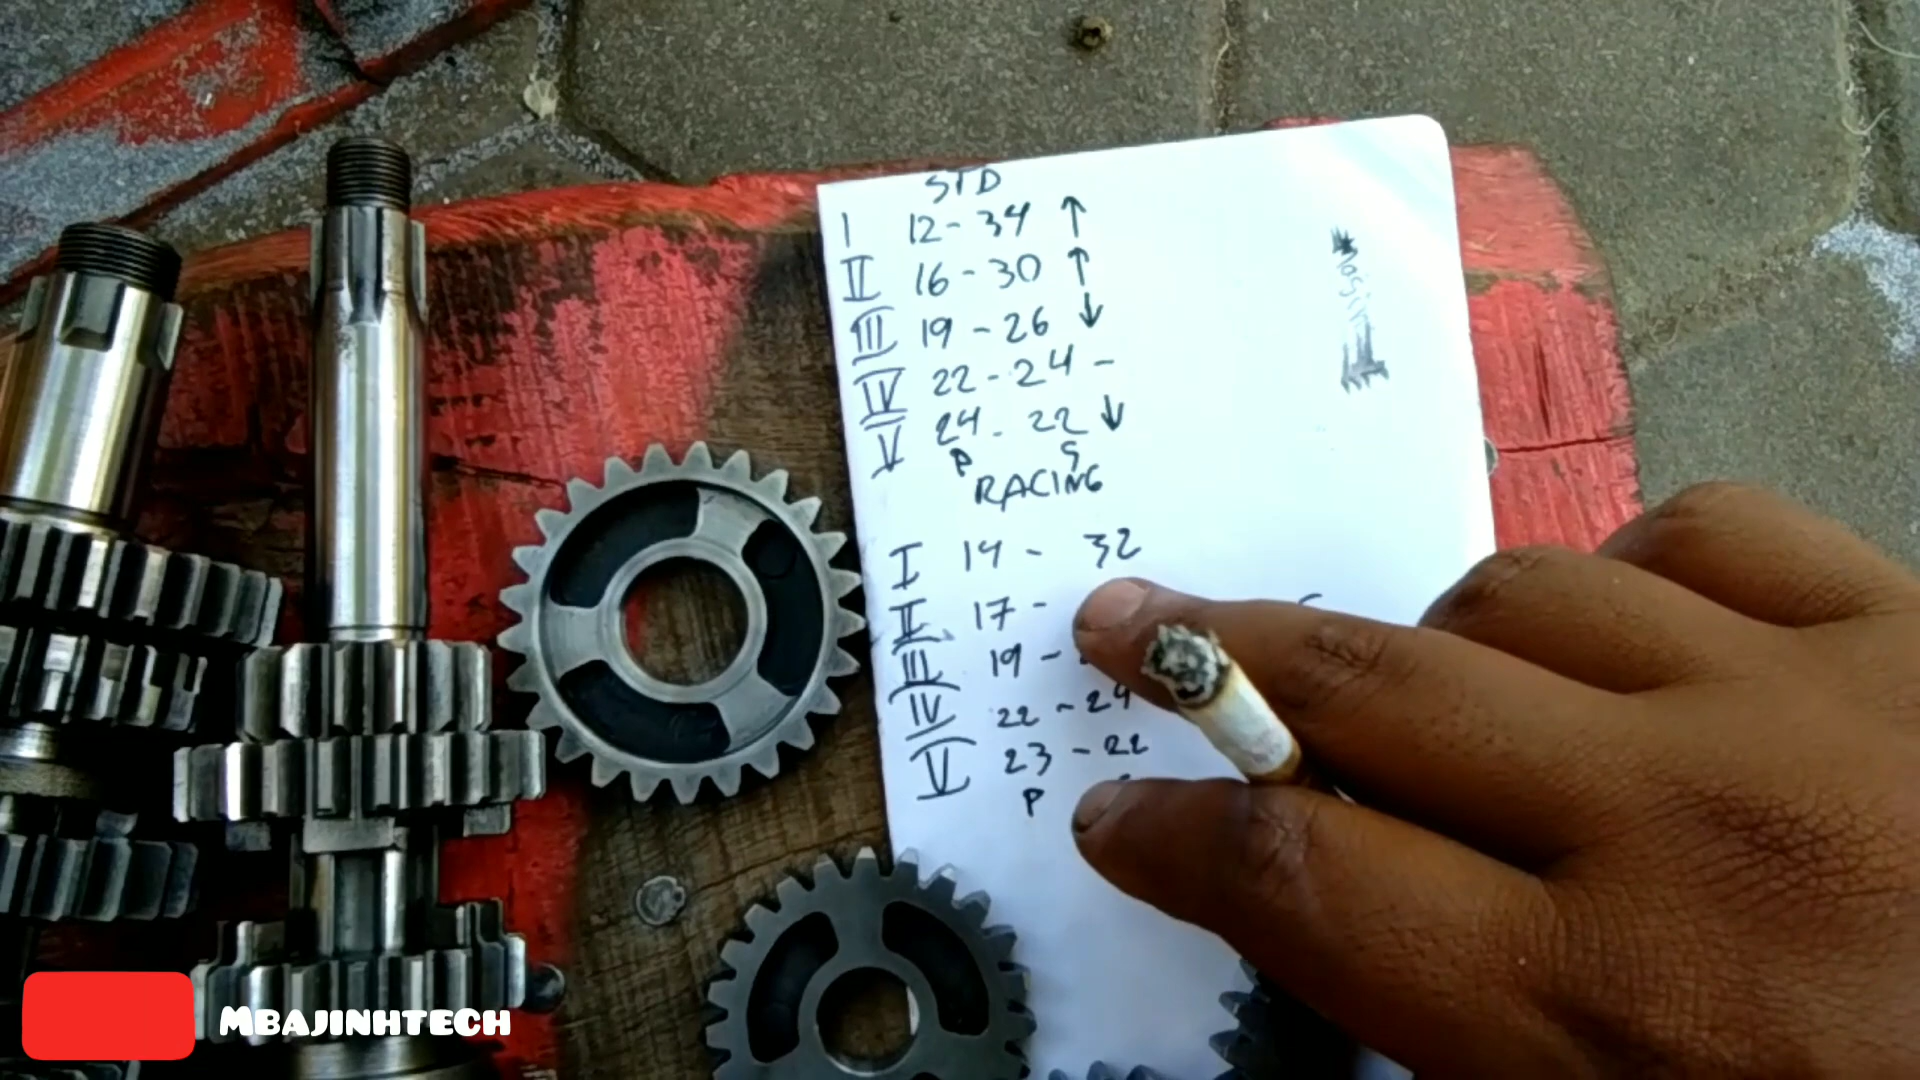 STD
I 12 - 34 ↑
II 16 - 30 ↑
III 19 - 26 ↓
IV 22 - 24 -
V 24 - 22 ↓
P S
RACING
I 14 - 32
II 17 -
III 19 -
IV 22 - 24
V 23 - 22
P
MBAJINHTECH